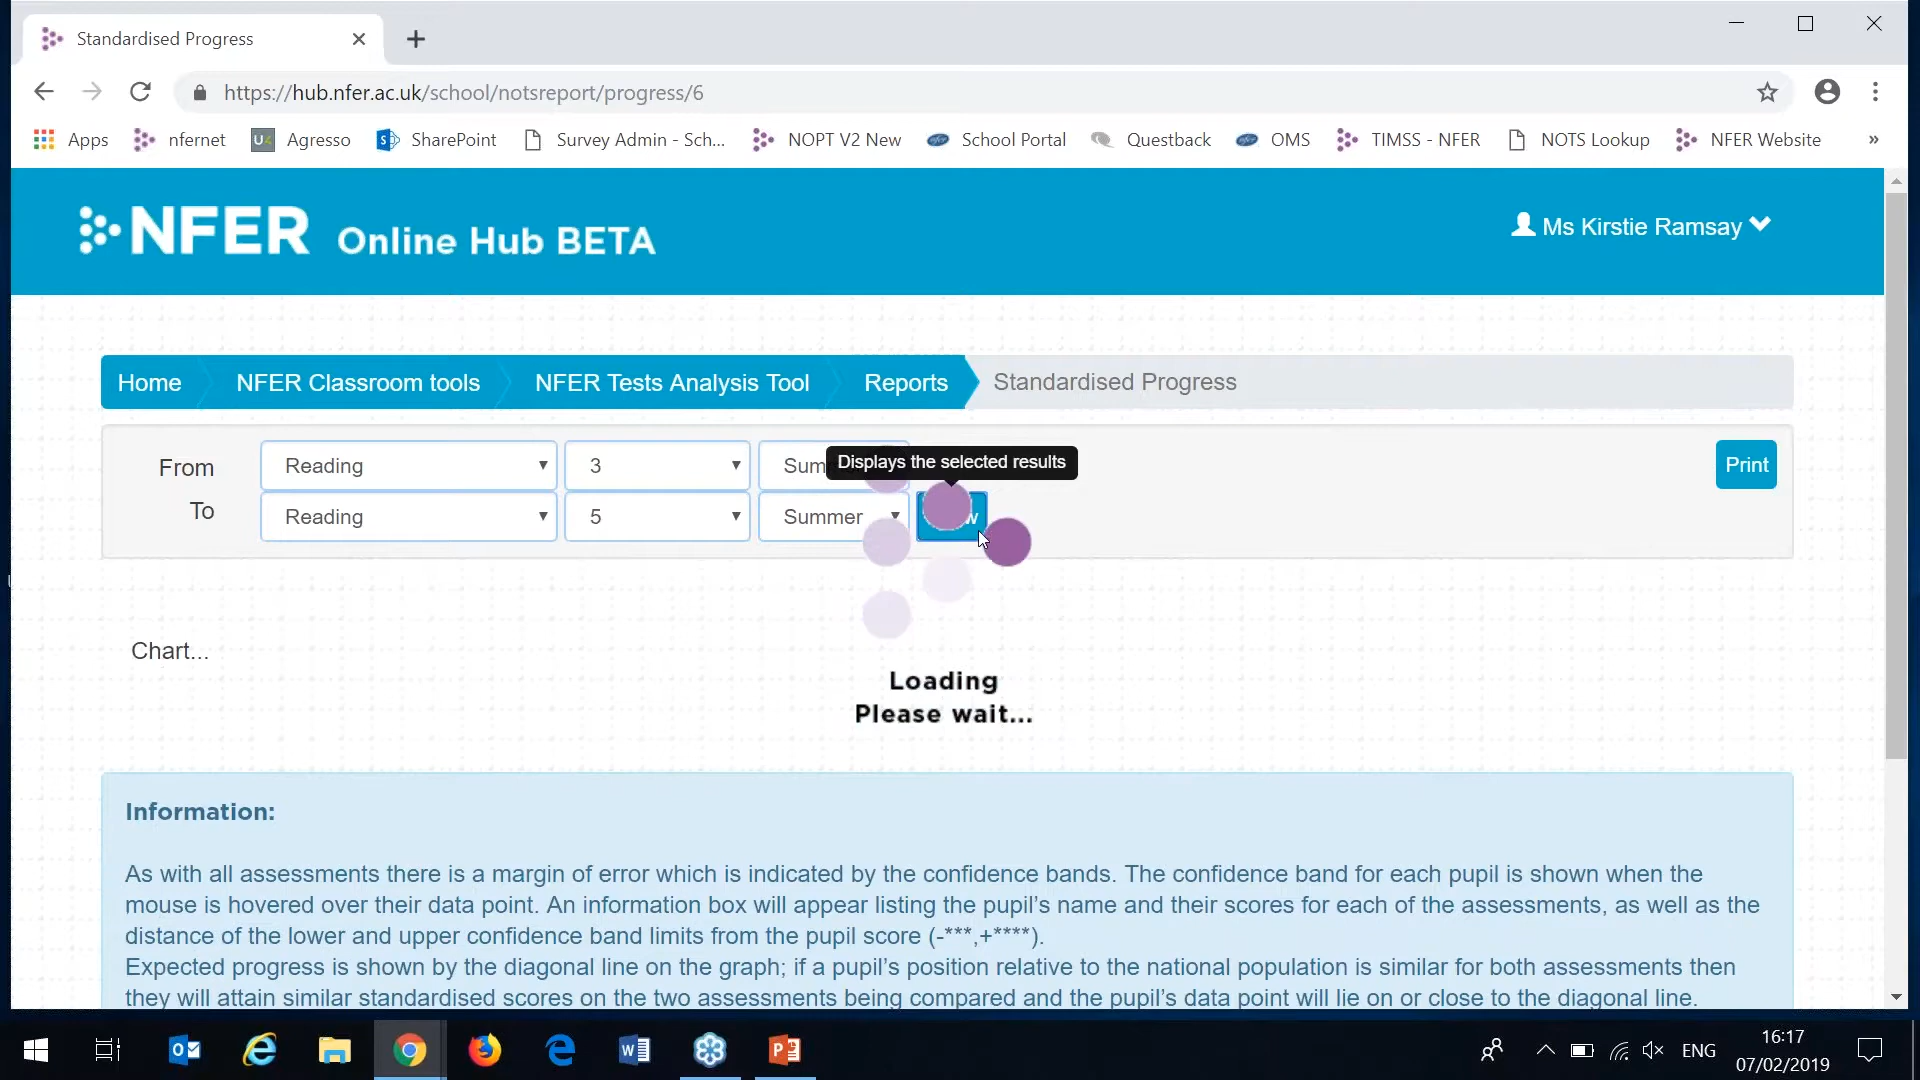 Standardised Progress
https://hub.nfer.ac.uk/school/notsreport/progress/6
Apps nfernet Agresso SharePoint Survey Admin - Sch... NOPT V2 New School Portal Questback OMS TIMSS - NFER NOTS Lookup NFER Website »
NFER Online Hub BETA
Ms Kirstie Ramsay
Home NFER Classroom tools NFER Tests Analysis Tool Reports Standardised Progress
From Reading 3
Displays the selected results
Print
To Reading 5 Summer
Chart...
Loading
Please wait...
Information:
As with all assessments there is a margin of error which is indicated by the confidence bands. The confidence band for each pupil is shown when the
mouse is hovered over their data point. An information box will appear listing the pupil's name and their scores for each of the assessments, as well as the
distance of the lower and upper confidence band limits from the pupil score (-***,+****).
Expected progress is shown by the diagonal line on the graph; if a pupil's position relative to the national population is similar for both assessments then
they will attain similar standardised scores on the two assessments being compared and the pupil's data point will lie on or close to the diagonal line.
ENG
16:17
07/02/2019